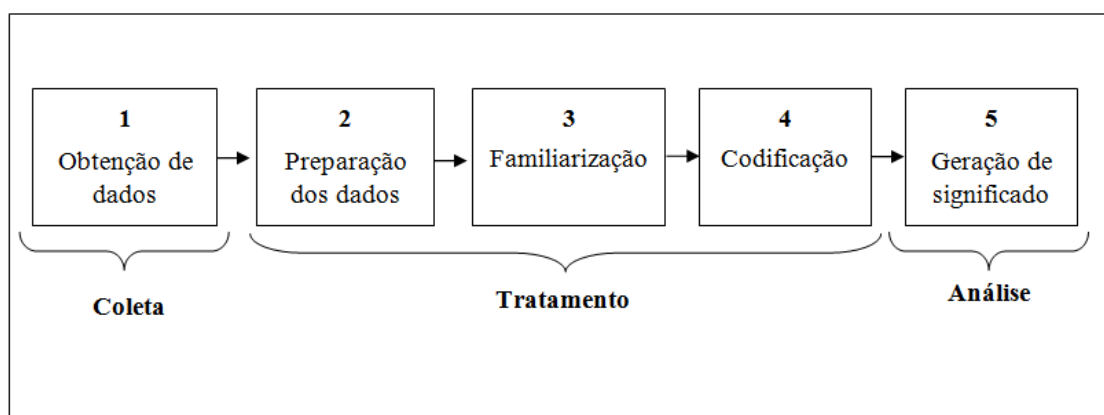 1
Obtenção de
dados
2
Preparação
dos dados
3
Familiarização
4
Codificação
5
Geração de
significado
Coleta
Tratamento
Análise